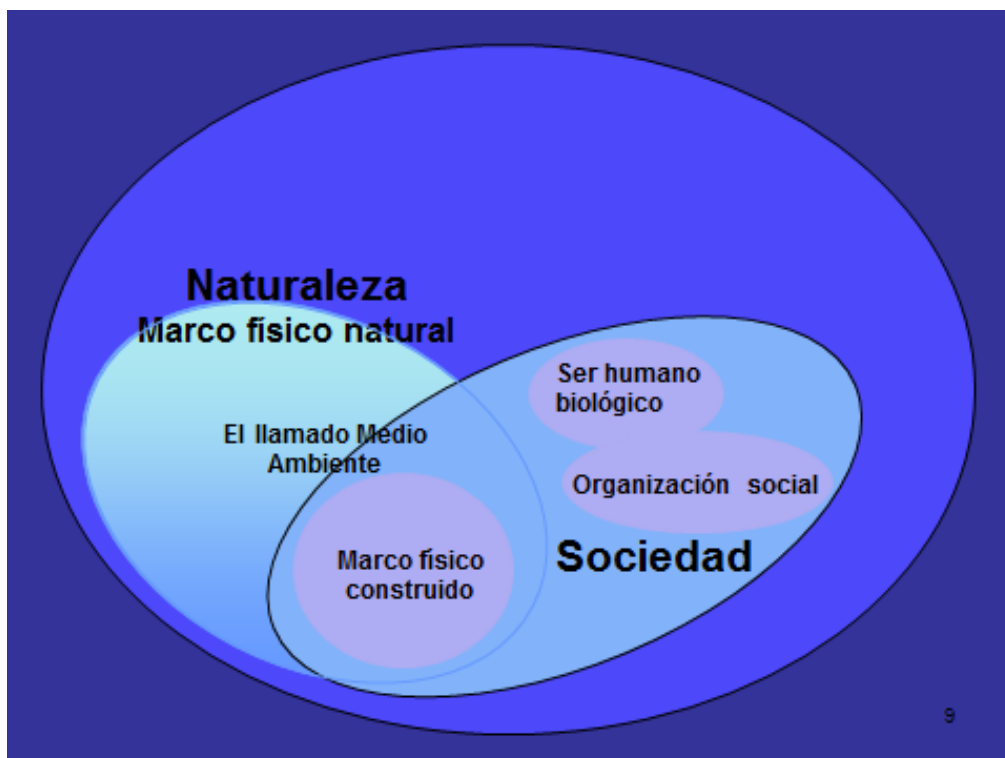 Naturaleza
Marco físico natural
Ser humano
biológico
El llamado Medio
Ambiente
Organización social
Marco físico
construido
Sociedad
9